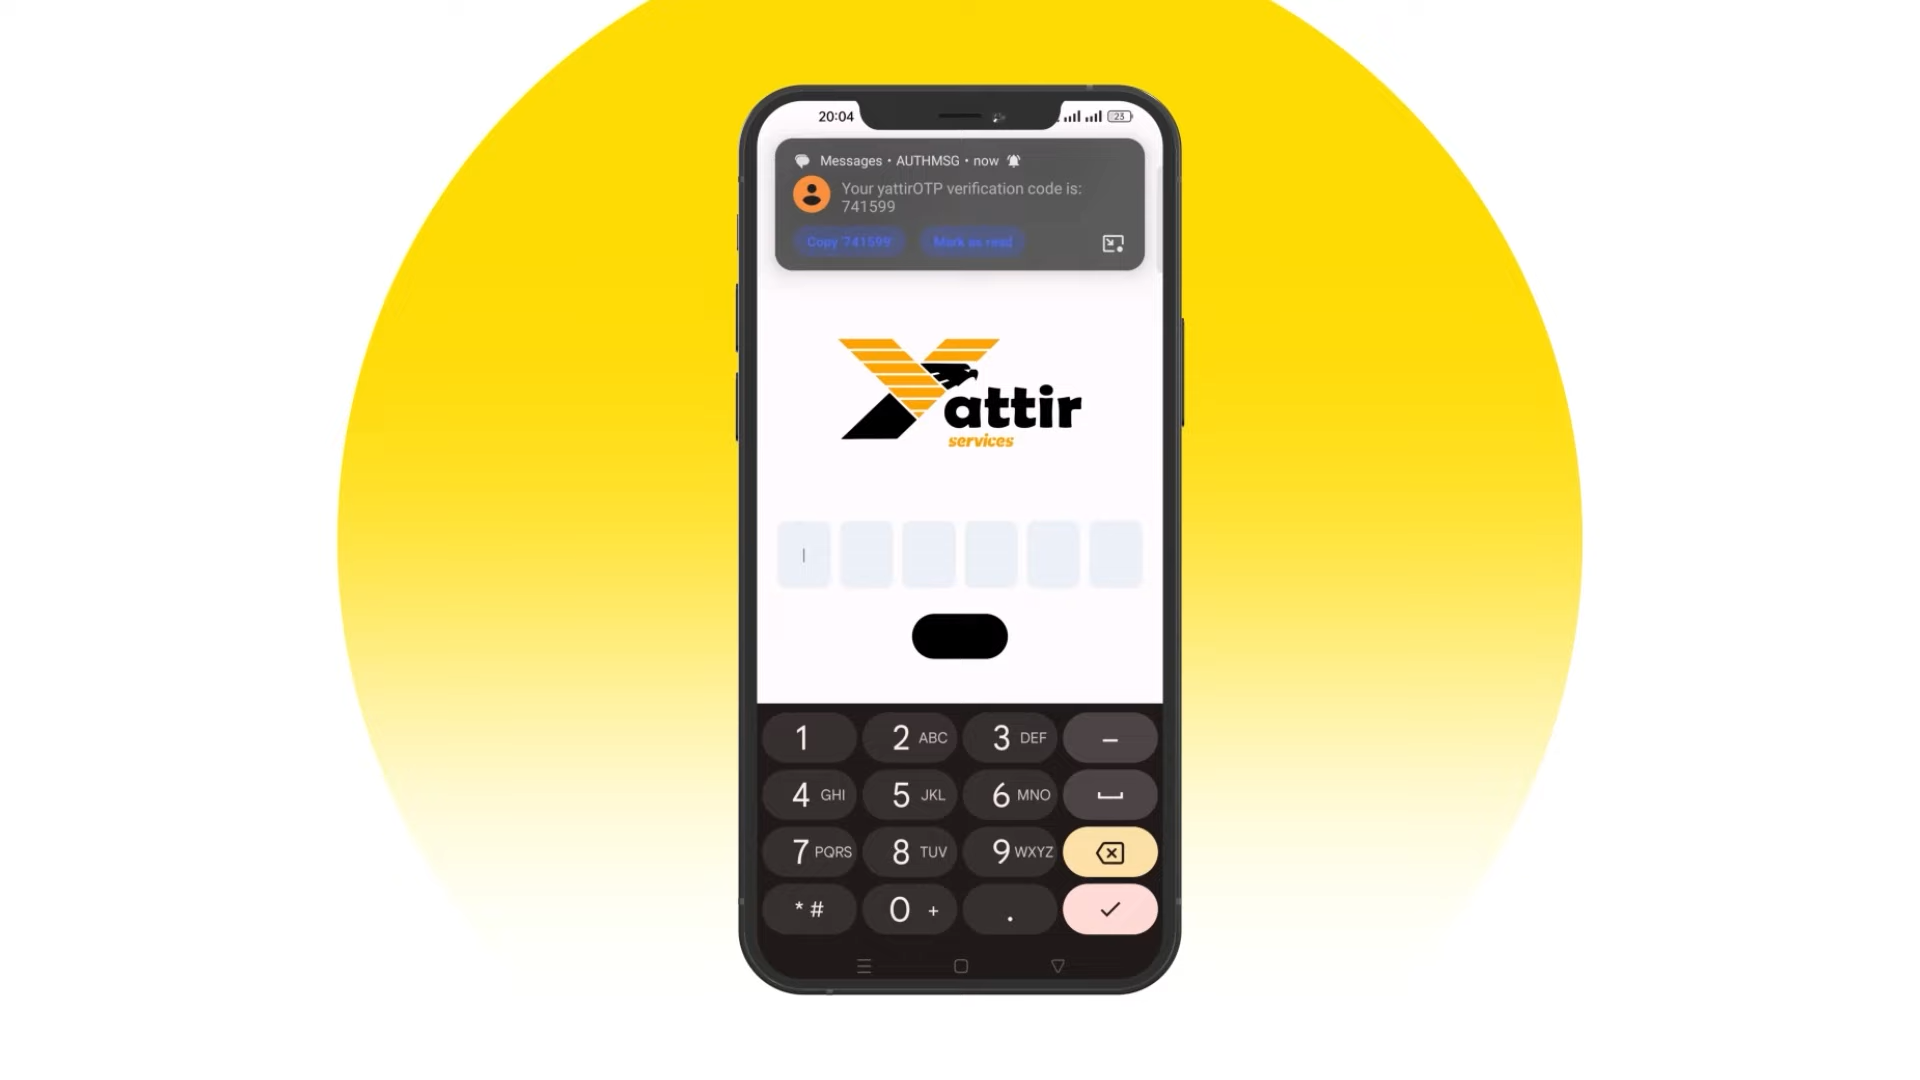 20:04
23
Messages • AUTHMSG • now
Your yattirOTP verification code is:
741599
Copy '741599'
Mark as read
Yattir
services
1
2 ABC
3 DEF
–
4 GHI
5 JKL
6 MNO
7 PQRS
8 TUV
9 WXYZ
* #
0 +
.